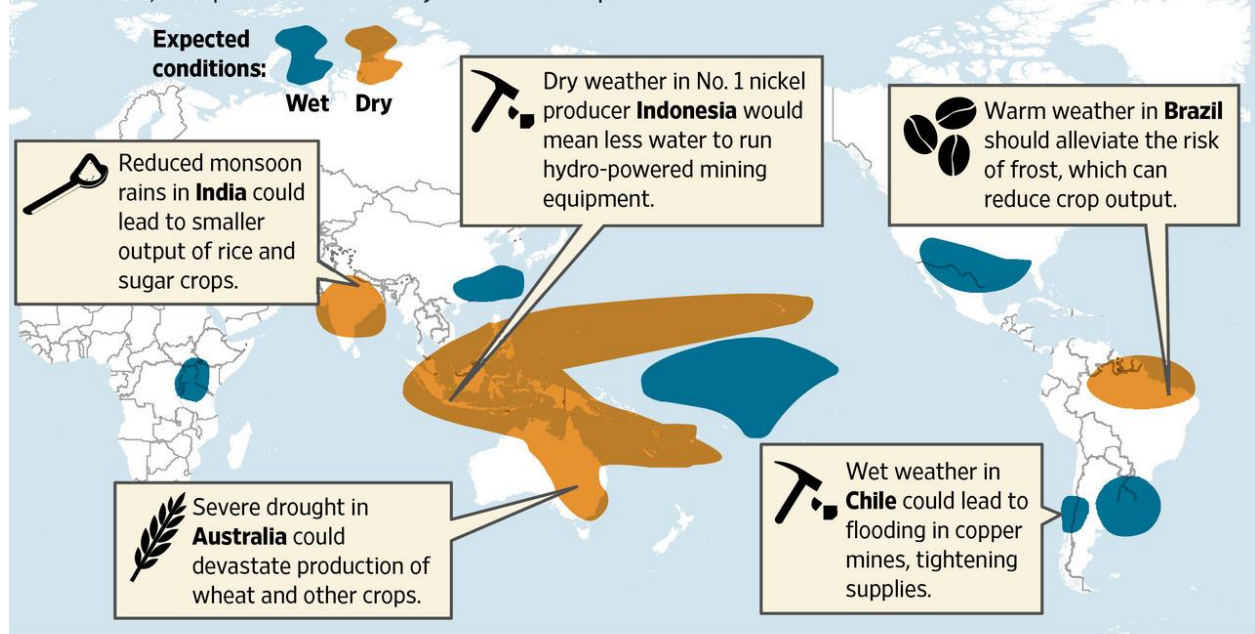 Expected
conditions:
Wet Dry
Dry weather in No. 1 nickel
producer Indonesia would
mean less water to run
hydro-powered mining
equipment.
Warm weather in Brazil
should alleviate the risk
of frost, which can
reduce crop output.
Reduced monsoon
rains in India could
lead to smaller
output of rice and
sugar crops.
Severe drought in
Australia could
devastate production of
wheat and other crops.
Wet weather in
Chile could lead to
flooding in copper
mines, tightening
supplies.